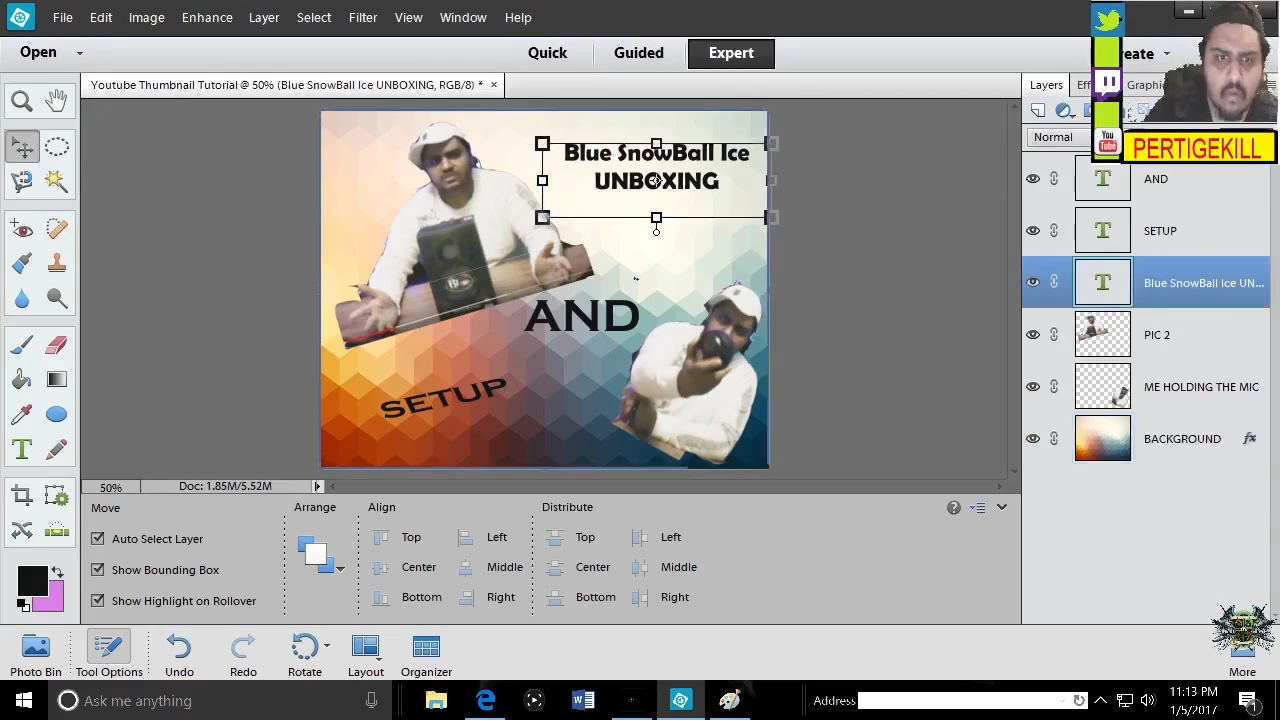 File Edit Image Enhance Layer Select Filter View Window Help
Open Quick Guided Expert
Youtube Thumbnail Tutorial @ 50% (Blue SnowBall Ice UNBOXING, RGB/8) * ×
Layers
Normal
You
Tube
PERTIGEKILL
AND
SETUP
Blue SnowBall Ice UN...
PIC 2
ME HOLDING THE MIC
BACKGROUND fx
Blue SnowBall Ice
UNBOXING
AND
SETUP
50% Doc: 1.85M/5.52M
Move Arrange Align Distribute
Auto Select Layer Top Left Top Left
Show Bounding Box Center Middle Center Middle
Show Highlight on Rollover Bottom Right Bottom Right
Photo Bin Tool Options Undo Redo Rotate Layout Organizer More
Ask me anything Address 11:13 PM
1/5/2017